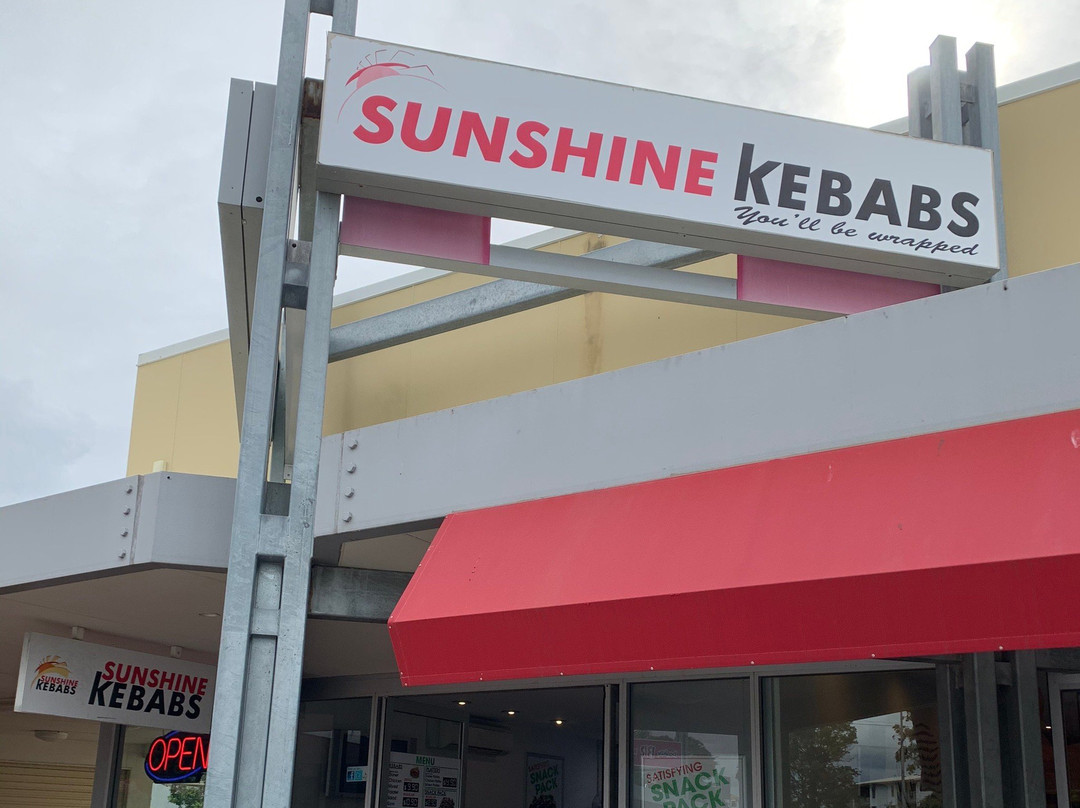 SUNSHINE KEBABS
You'll be wrapped
SUNSHINE
KEBABS
SUNSHINE
KEBABS
OPEN
MENU
SNACK
PACK
SATISFYING
SNACK
PACK